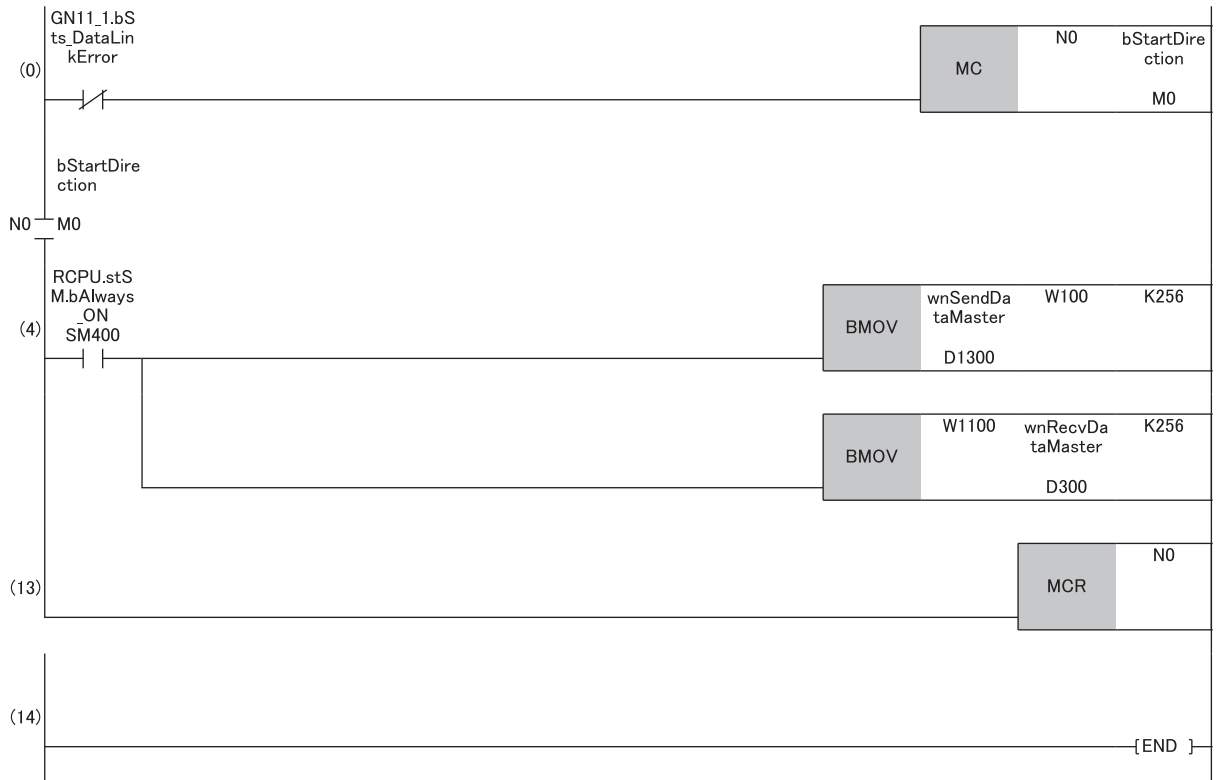 GN11_1.bS
ts_DataLin
kError
(0)
MC
N0
bStartDire
ction
M0
bStartDire
ction
N0
M0
RCPU.stS
M.bAlways
_ON
SM400
(4)
BMOV
wnSendDa
taMaster
D1300
W100
K256
BMOV
W1100
wnRecvDa
taMaster
D300
K256
(13)
MCR
N0
(14)
[END ]